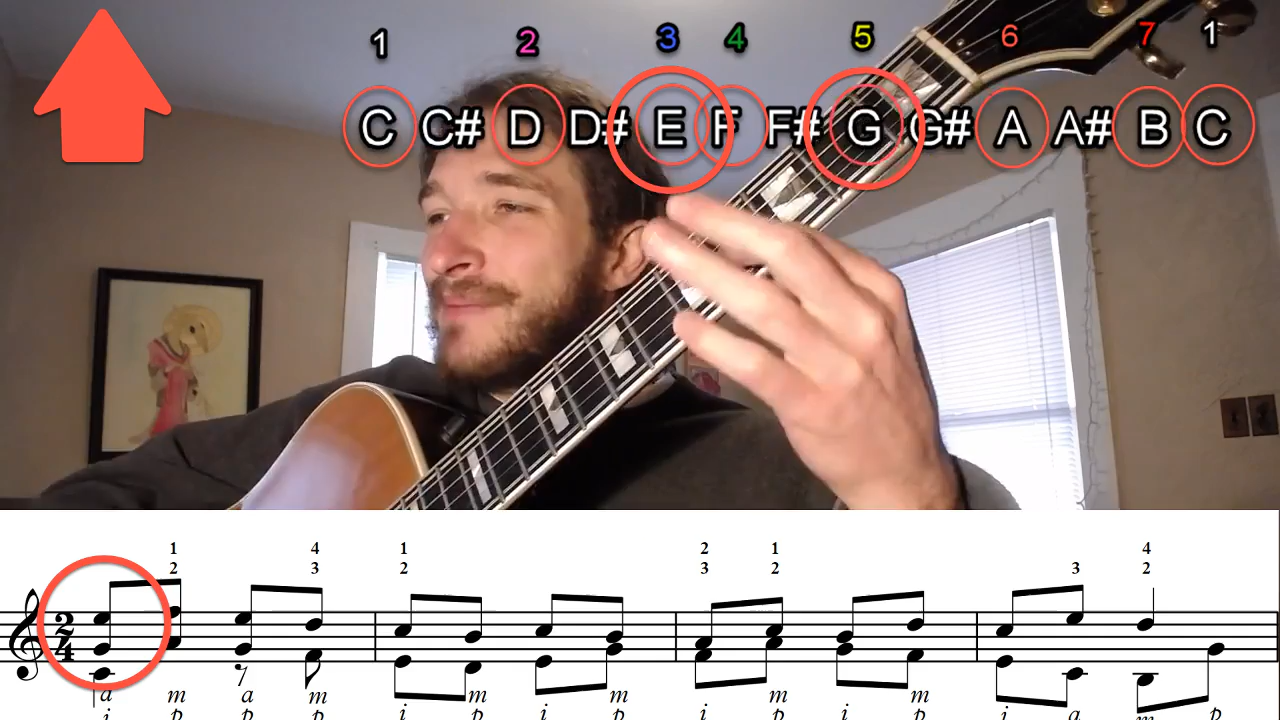 1 2 3 4 5 6 7 1
C C# D D# E F F# G G# A A# B C
1 4 1 2 1 4
2 3 2 3 2 3 2
2
4
a m a m m m m m
i p p p i p i p i p i p i a m p